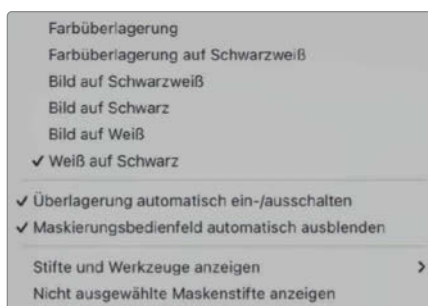 Farbüberlagerung
Farbüberlagerung auf Schwarzweiß
Bild auf Schwarzweiß
Bild auf Schwarz
Bild auf Weiß
✓ Weiß auf Schwarz
✓ Überlagerung automatisch ein-/ausschalten
✓ Maskierungsbedienfeld automatisch ausblenden
Stifte und Werkzeuge anzeigen >
Nicht ausgewählte Maskenstifte anzeigen